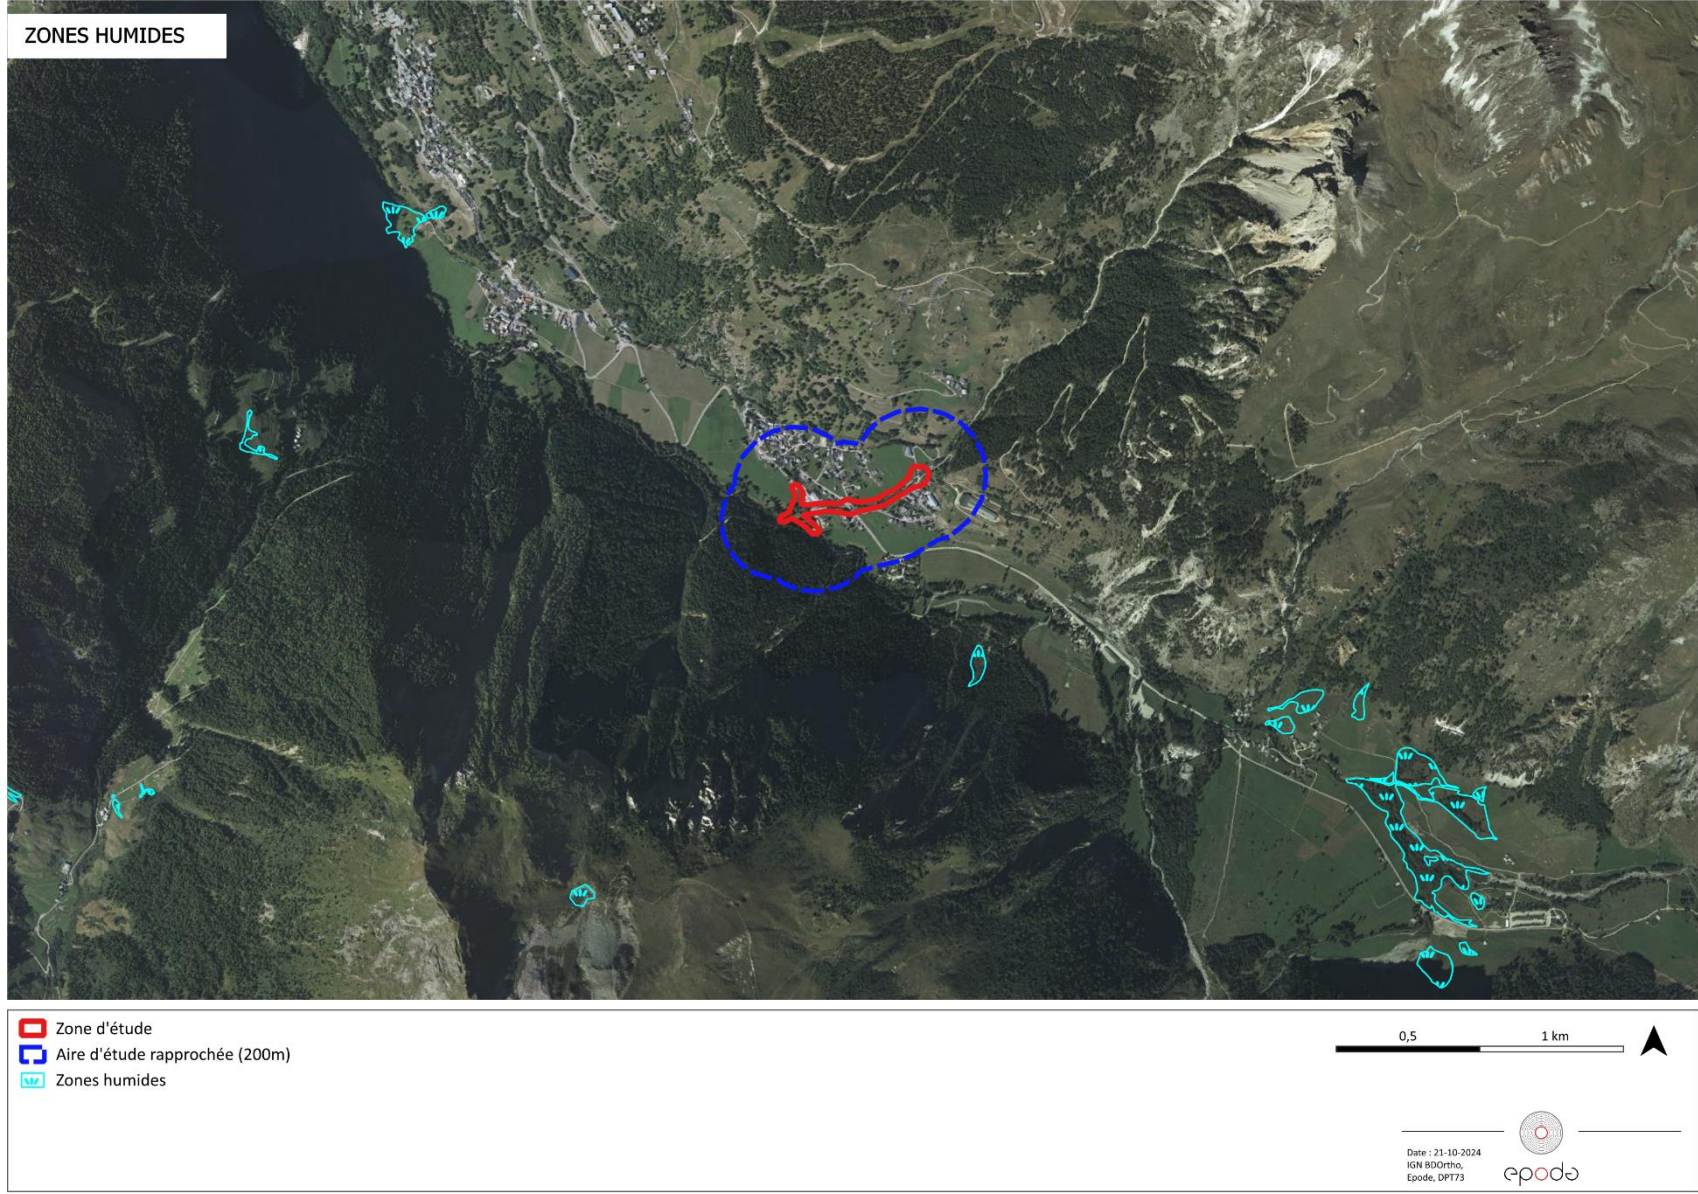 ZONES HUMIDES
Zone d'étude
Aire d'étude rapprochée (200m)
Zones humides
0,5
1 km
Date : 21-10-2024
IGN BDOrtho,
Epode, DPT73
epode